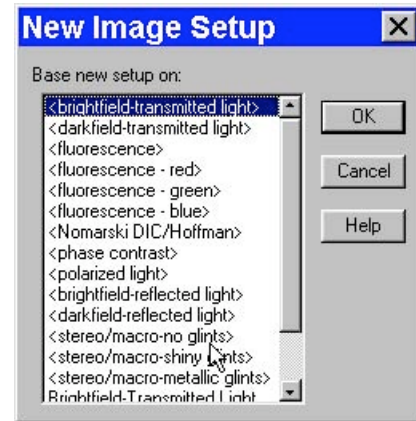 New Image Setup
Base new setup on:
<brightfield-transmitted light>
<darkfield-transmitted light>
<fluorescence>
<fluorescence - red>
<fluorescence - green>
<fluorescence - blue>
<Nomarski DIC/Hoffman>
<phase contrast>
<polarized light>
<brightfield-reflected light>
<darkfield-reflected light>
<stereo/macro-no glints>
<stereo/macro-shiny glints>
<stereo/macro-metallic glints>
Brightfield-Transmitted Light
OK
Cancel
Help